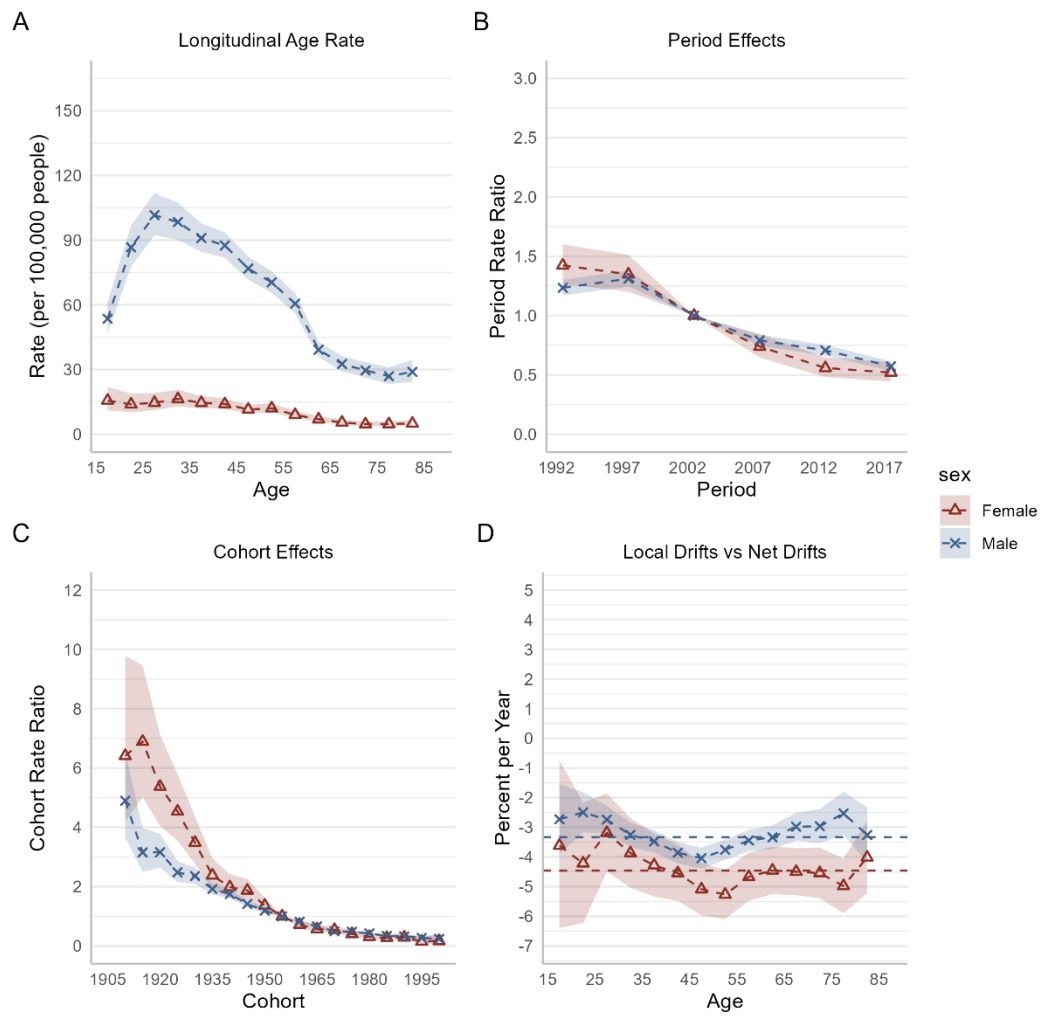 A
Longitudinal Age Rate
Rate (per 100,000 people)
150
120
90
60
30
0
15 25 35 45 55 65 75 85
Age
B
Period Effects
Period Rate Ratio
3.0
2.5
2.0
1.5
1.0
0.5
0.0
1992 1997 2002 2007 2012 2017
Period
sex
Female
Male
C
Cohort Effects
Cohort Rate Ratio
12
10
8
6
4
2
0
1905 1920 1935 1950 1965 1980 1995
Cohort
D
Local Drifts vs Net Drifts
Percent per Year
5
4
3
2
1
0
-1
-2
-3
-4
-5
-6
-7
15 25 35 45 55 65 75 85
Age